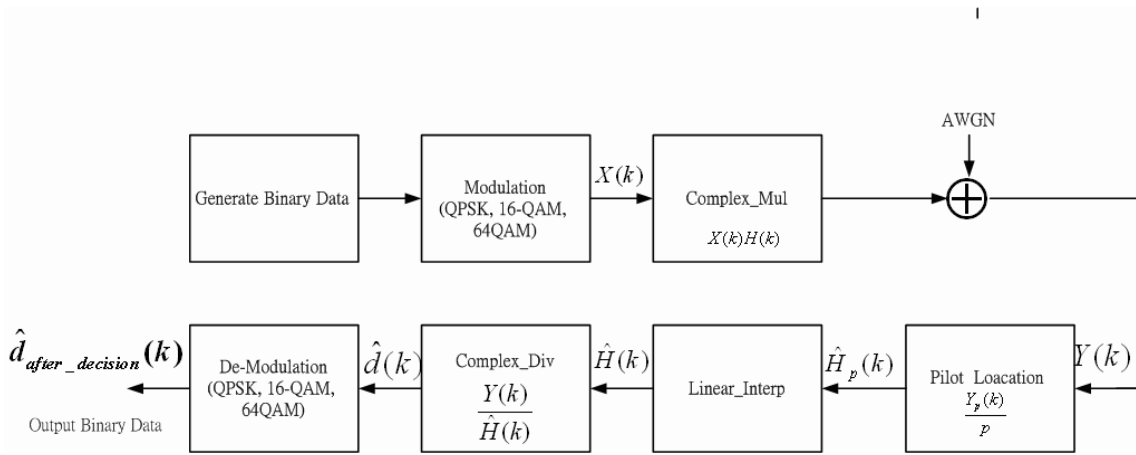 AWGN
Generate Binary Data
Modulation
(QPSK, 16-QAM,
64QAM)
X(k)
Complex_Mul
X(k)H(k)
d̂after_decision(k)
Output Binary Data
De-Modulation
(QPSK, 16-QAM,
64QAM)
d̂(k)
Complex_Div
Y(k)
Ĥ(k)
Ĥ(k)
Linear_Interp
Ĥp(k)
Pilot Loacation
Yp(k)
p
Y(k)